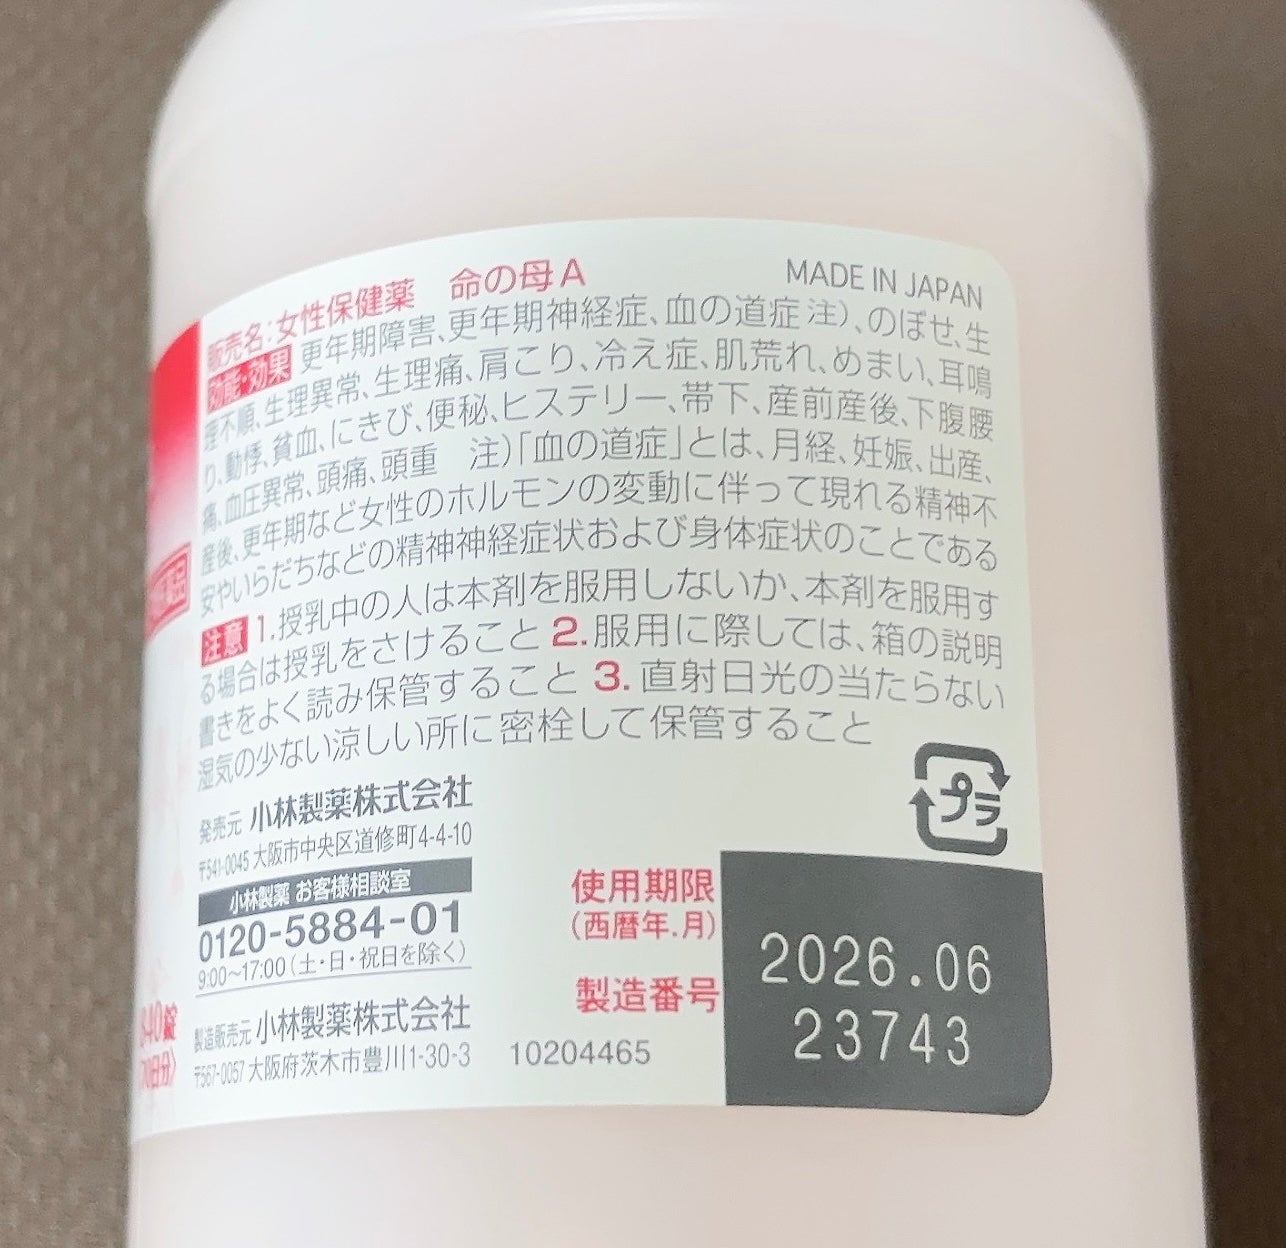 販売名:女性保健薬 命の母A
MADE IN JAPAN
効能・効果 更年期障害、更年期神経症、血の道症注)、のぼせ、生
理不順、生理異常、生理痛、肩こり、冷え症、肌荒れ、めまい、耳鳴
り、動悸、貧血、にきび、便秘、ヒステリー、帯下、産前産後、下腹腰
痛、血圧異常、頭痛、頭重 注)「血の道症」とは、月経、妊娠、出産、
産後、更年期など女性のホルモンの変動に伴って現れる精神不
安やいらだちなどの精神神経症状および身体症状のことである
注意 1.授乳中の人は本剤を服用しないか、本剤を服用す
る場合は授乳をさけること 2.服用に際しては、箱の説明
書きをよく読み保管すること 3.直射日光の当たらない
湿気の少ない涼しい所に密栓して保管すること
プラ
発売元 小林製薬株式会社
〒541-0045 大阪市中央区道修町4-4-10
小林製薬 お客様相談室
0120-5884-01
9:00~17:00(土・日・祝日を除く)
製造販売元 小林製薬株式会社
〒567-0057 大阪府茨木市豊川1-30-3
10204465
使用期限
(西暦年.月)
2026.06
製造番号
23743
840錠
日分)